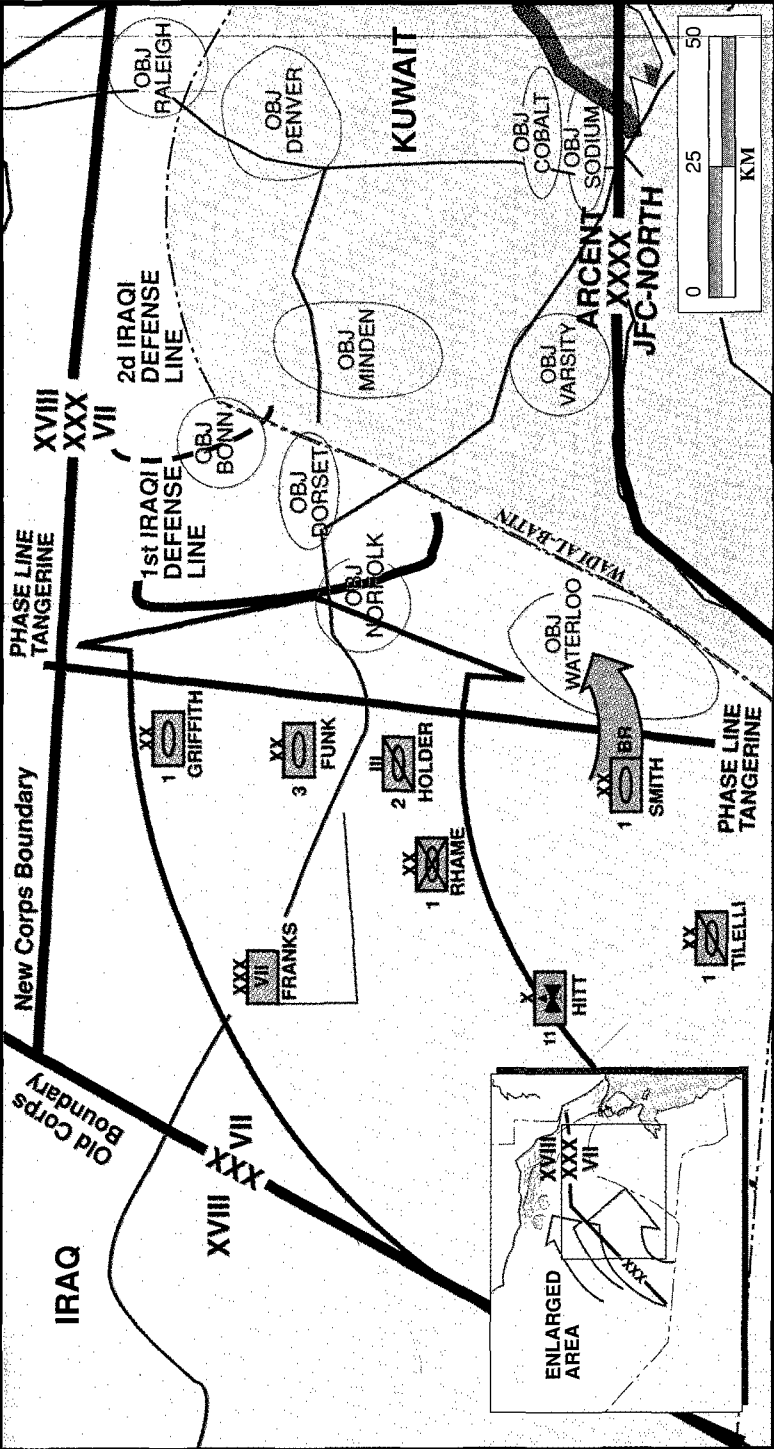 IRAQ
Old Corps
Boundary
New Corps Boundary
PHASE LINE
TANGERINE
XVIII
XXX
VII
XVIII
XXX
VII
1st IRAQI
DEFENSE
LINE
2d IRAQI
DEFENSE
LINE
OBJ
RALEIGH
OBJ
BONN
OBJ
DENVER
XX
1
GRIFFITH
XXX
VII
FRANKS
XX
3
FUNK
OBJ
DORSET
OBJ
MINDEN
OBJ
NORFOLK
KUWAIT
III
2
HOLDER
XX
1
RHAME
WADI AL-BATIN
OBJ
VARSITY
OBJ
COBALT
OBJ
SODIUM
OBJ
WATERLOO
X
11
HITT
XX
1
BR
SMITH
ARCENT
XXXX
JFC-NORTH
XX
1
TILELLI
PHASE LINE
TANGERINE
ENLARGED
AREA
XVIII
XXX
VII
XXX
0 25 50
KM